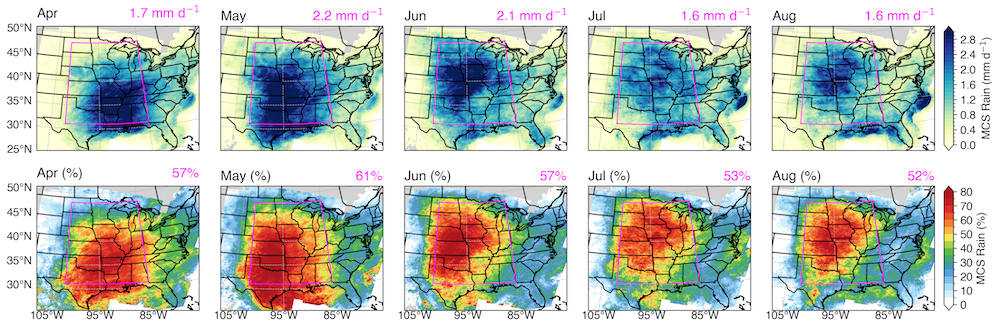 Apr 1.7 mm d⁻¹
May 2.2 mm d⁻¹
Jun 2.1 mm d⁻¹
Jul 1.6 mm d⁻¹
Aug 1.6 mm d⁻¹
50°N
45°N
40°N
35°N
30°N
25°N
2.8
2.4
2.0
1.6
1.2
0.8
0.4
0.0
MCS Rain (mm d⁻¹)
Apr (%) 57%
May (%) 61%
Jun (%) 57%
Jul (%) 53%
Aug (%) 52%
50°N
45°N
40°N
35°N
30°N
80
70
60
50
40
30
20
10
0
MCS Rain (%)
105°W 95°W 85°W
105°W 95°W 85°W
105°W 95°W 85°W
105°W 95°W 85°W
105°W 95°W 85°W